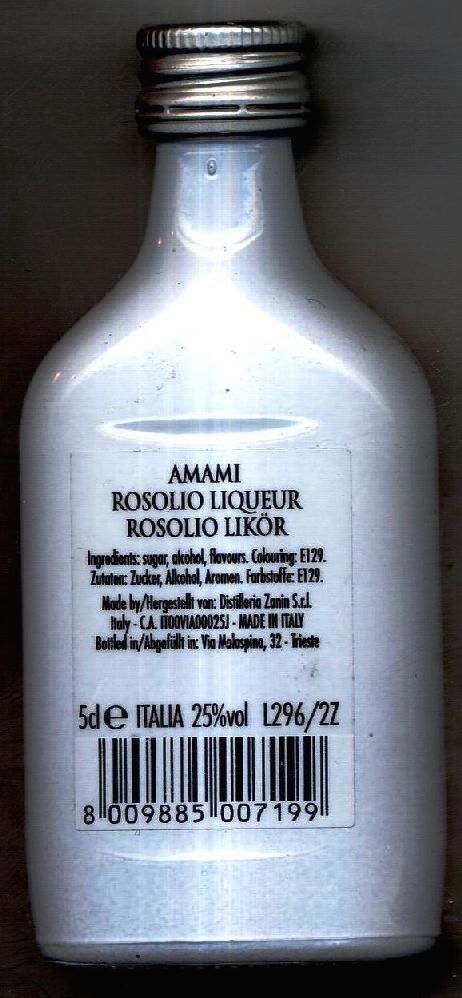 AMAMI
ROSOLIO LIQUEUR
ROSOLIO LIKÖR
Ingredients: sugar, alcohol, flavours. Colouring: E129.
Zutaten: Zucker, Alkohol, Aromen. Farbstoffe: E129.
Made by/Hergestellt von: Distilleria Zanin S.r.l.
Italy - C.A. IT00VIA00025J - MADE IN ITALY
Bottled in/Abgefüllt in: Via Malaspina, 32 - Trieste
5cl e ITALIA 25%vol L296/2Z
8 009885 007199